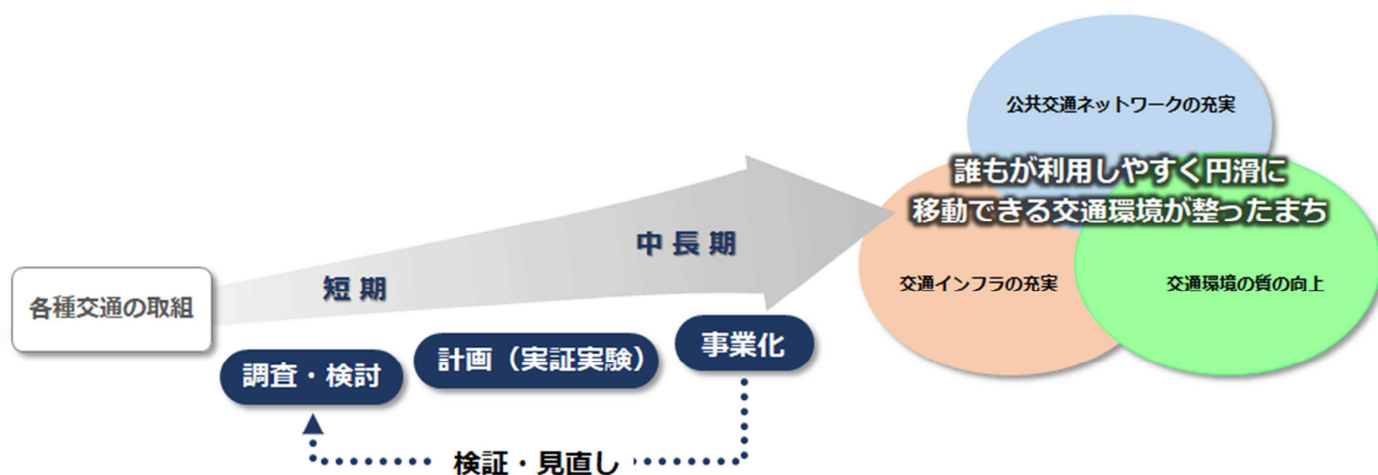 公共交通ネットワークの充実
誰もが利用しやすく円滑に
移動できる交通環境が整ったまち
交通インフラの充実
交通環境の質の向上
各種交通の取組
短期
中長期
調査・検討
計画（実証実験）
事業化
検証・見直し